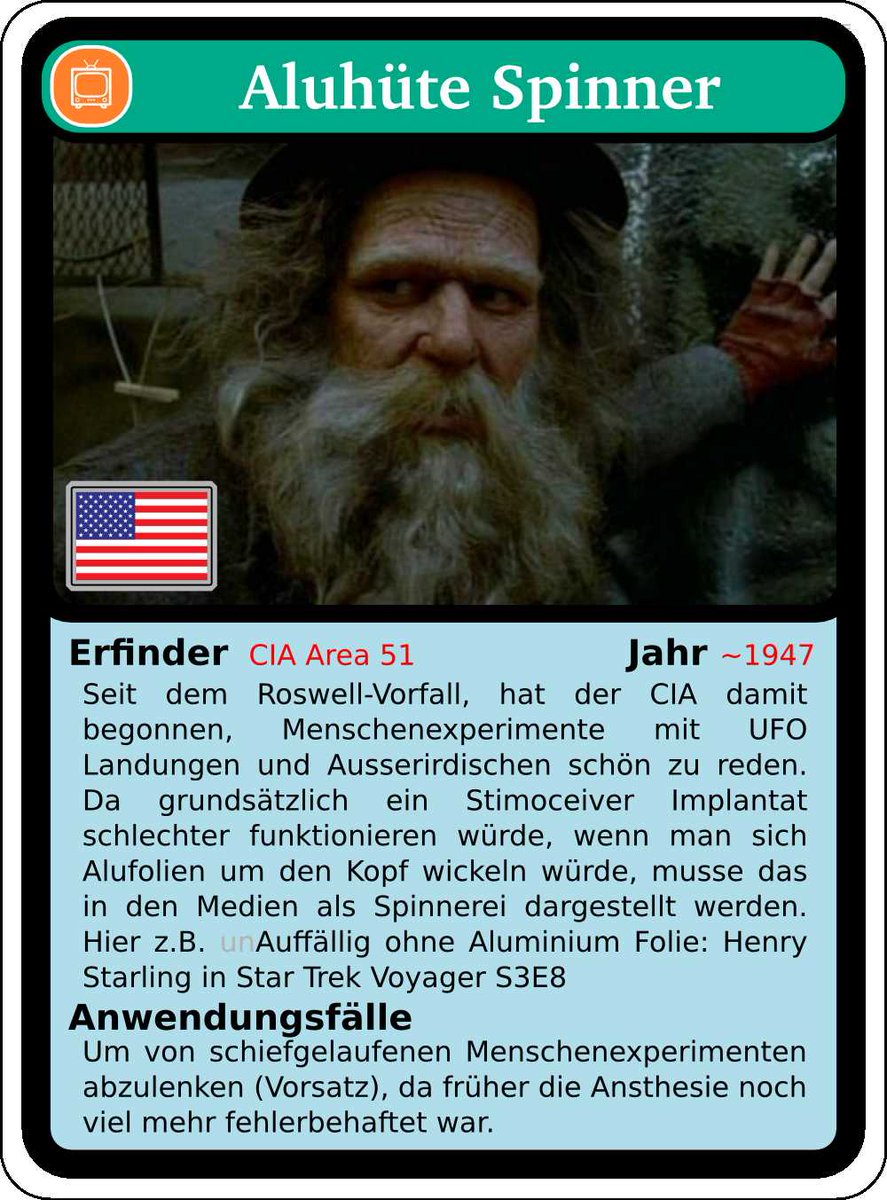 Aluhüte Spinner
Erfinder CIA Area 51 Jahr ~1947
Seit dem Roswell-Vorfall, hat der CIA damit
begonnen, Menschenexperimente mit UFO
Landungen und Ausserirdischen schön zu reden.
Da grundsätzlich ein Stimoceiver Implantat
schlechter funktionieren würde, wenn man sich
Alufolien um den Kopf wickeln würde, musse das
in den Medien als Spinnerei dargestellt werden.
Hier z.B. unAuffällig ohne Aluminium Folie: Henry
Starling in Star Trek Voyager S3E8
Anwendungsfälle
Um von schiefgelaufenen Menschenexperimenten
abzulenken (Vorsatz), da früher die Ansthesie noch
viel mehr fehlerbehaftet war.